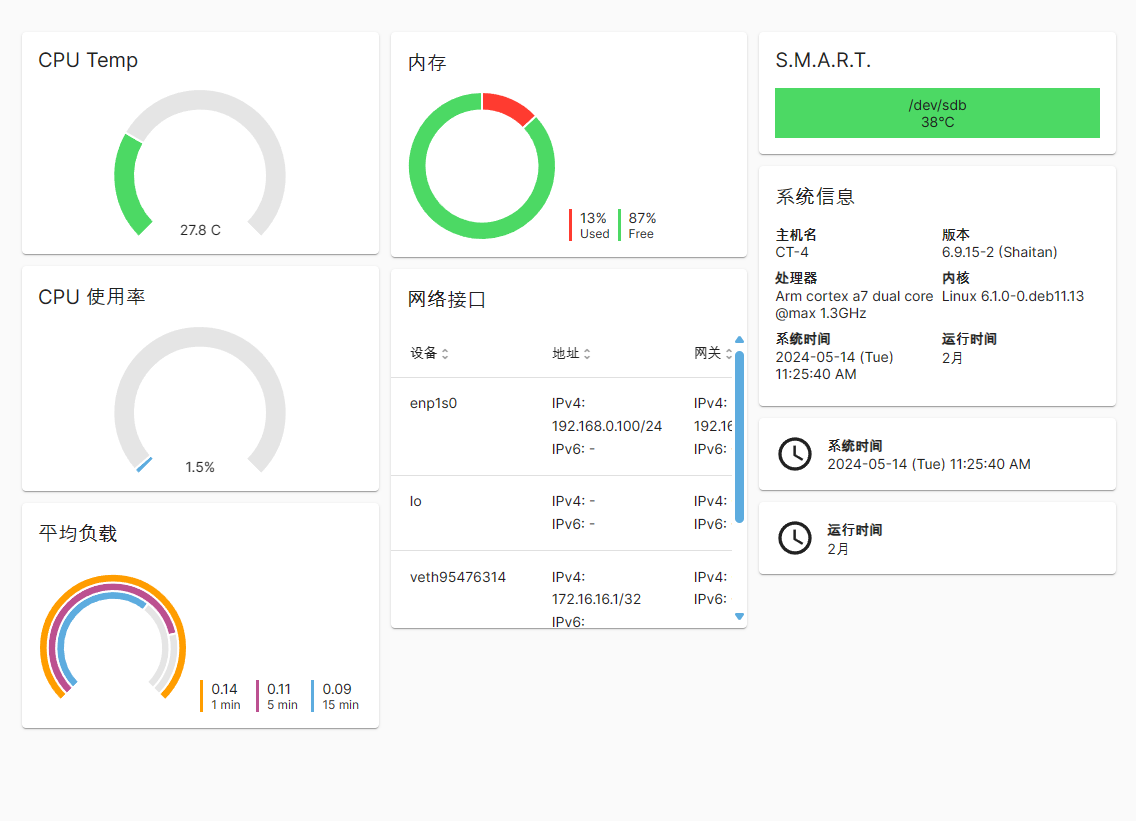 CPU Temp
27.8 C
CPU 使用率
1.5%
平均负载
0.14
1 min
0.11
5 min
0.09
15 min
内存
13%
Used
87%
Free
网络接口
设备 地址 网关
enp1s0 IPv4: IPv4:
192.168.0.100/24 192.16
IPv6: - IPv6:
lo IPv4: - IPv4:
IPv6: - IPv6:
veth95476314 IPv4: IPv4:
172.16.16.1/32 IPv6:
IPv6:
S.M.A.R.T.
/dev/sdb
38°C
系统信息
主机名 版本
CT-4 6.9.15-2 (Shaitan)
处理器 内核
Arm cortex a7 dual core Linux 6.1.0-0.deb11.13
@max 1.3GHz
系统时间 运行时间
2024-05-14 (Tue) 2月
11:25:40 AM
系统时间
2024-05-14 (Tue) 11:25:40 AM
运行时间
2月